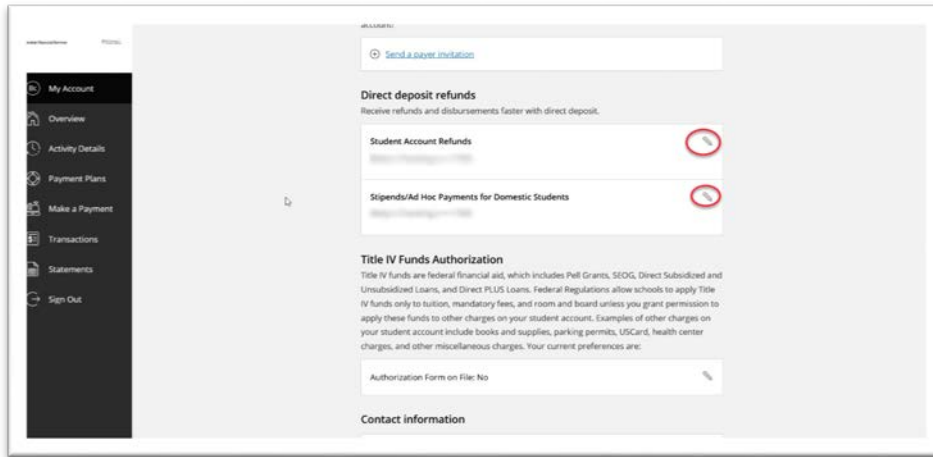 account:
Send a payer invitation
My Account
Overview
Activity Details
Payment Plans
Make a Payment
Transactions
Statements
Sign Out
Direct deposit refunds
Receive refunds and disbursements faster with direct deposit.
Student Account Refunds
Stipends/Ad Hoc Payments for Domestic Students
Title IV Funds Authorization
Title IV funds are federal financial aid, which includes Pell Grants, SEOG, Direct Subsidized and
Unsubsidized Loans, and Direct PLUS Loans. Federal Regulations allow schools to apply Title
IV funds only to tuition, mandatory fees, and room and board unless you grant permission to
apply these funds to other charges on your student account. Examples of other charges on
your student account include books and supplies, parking permits, USCard, health center
charges, and other miscellaneous charges. Your current preferences are:
Authorization Form on File: No
Contact information